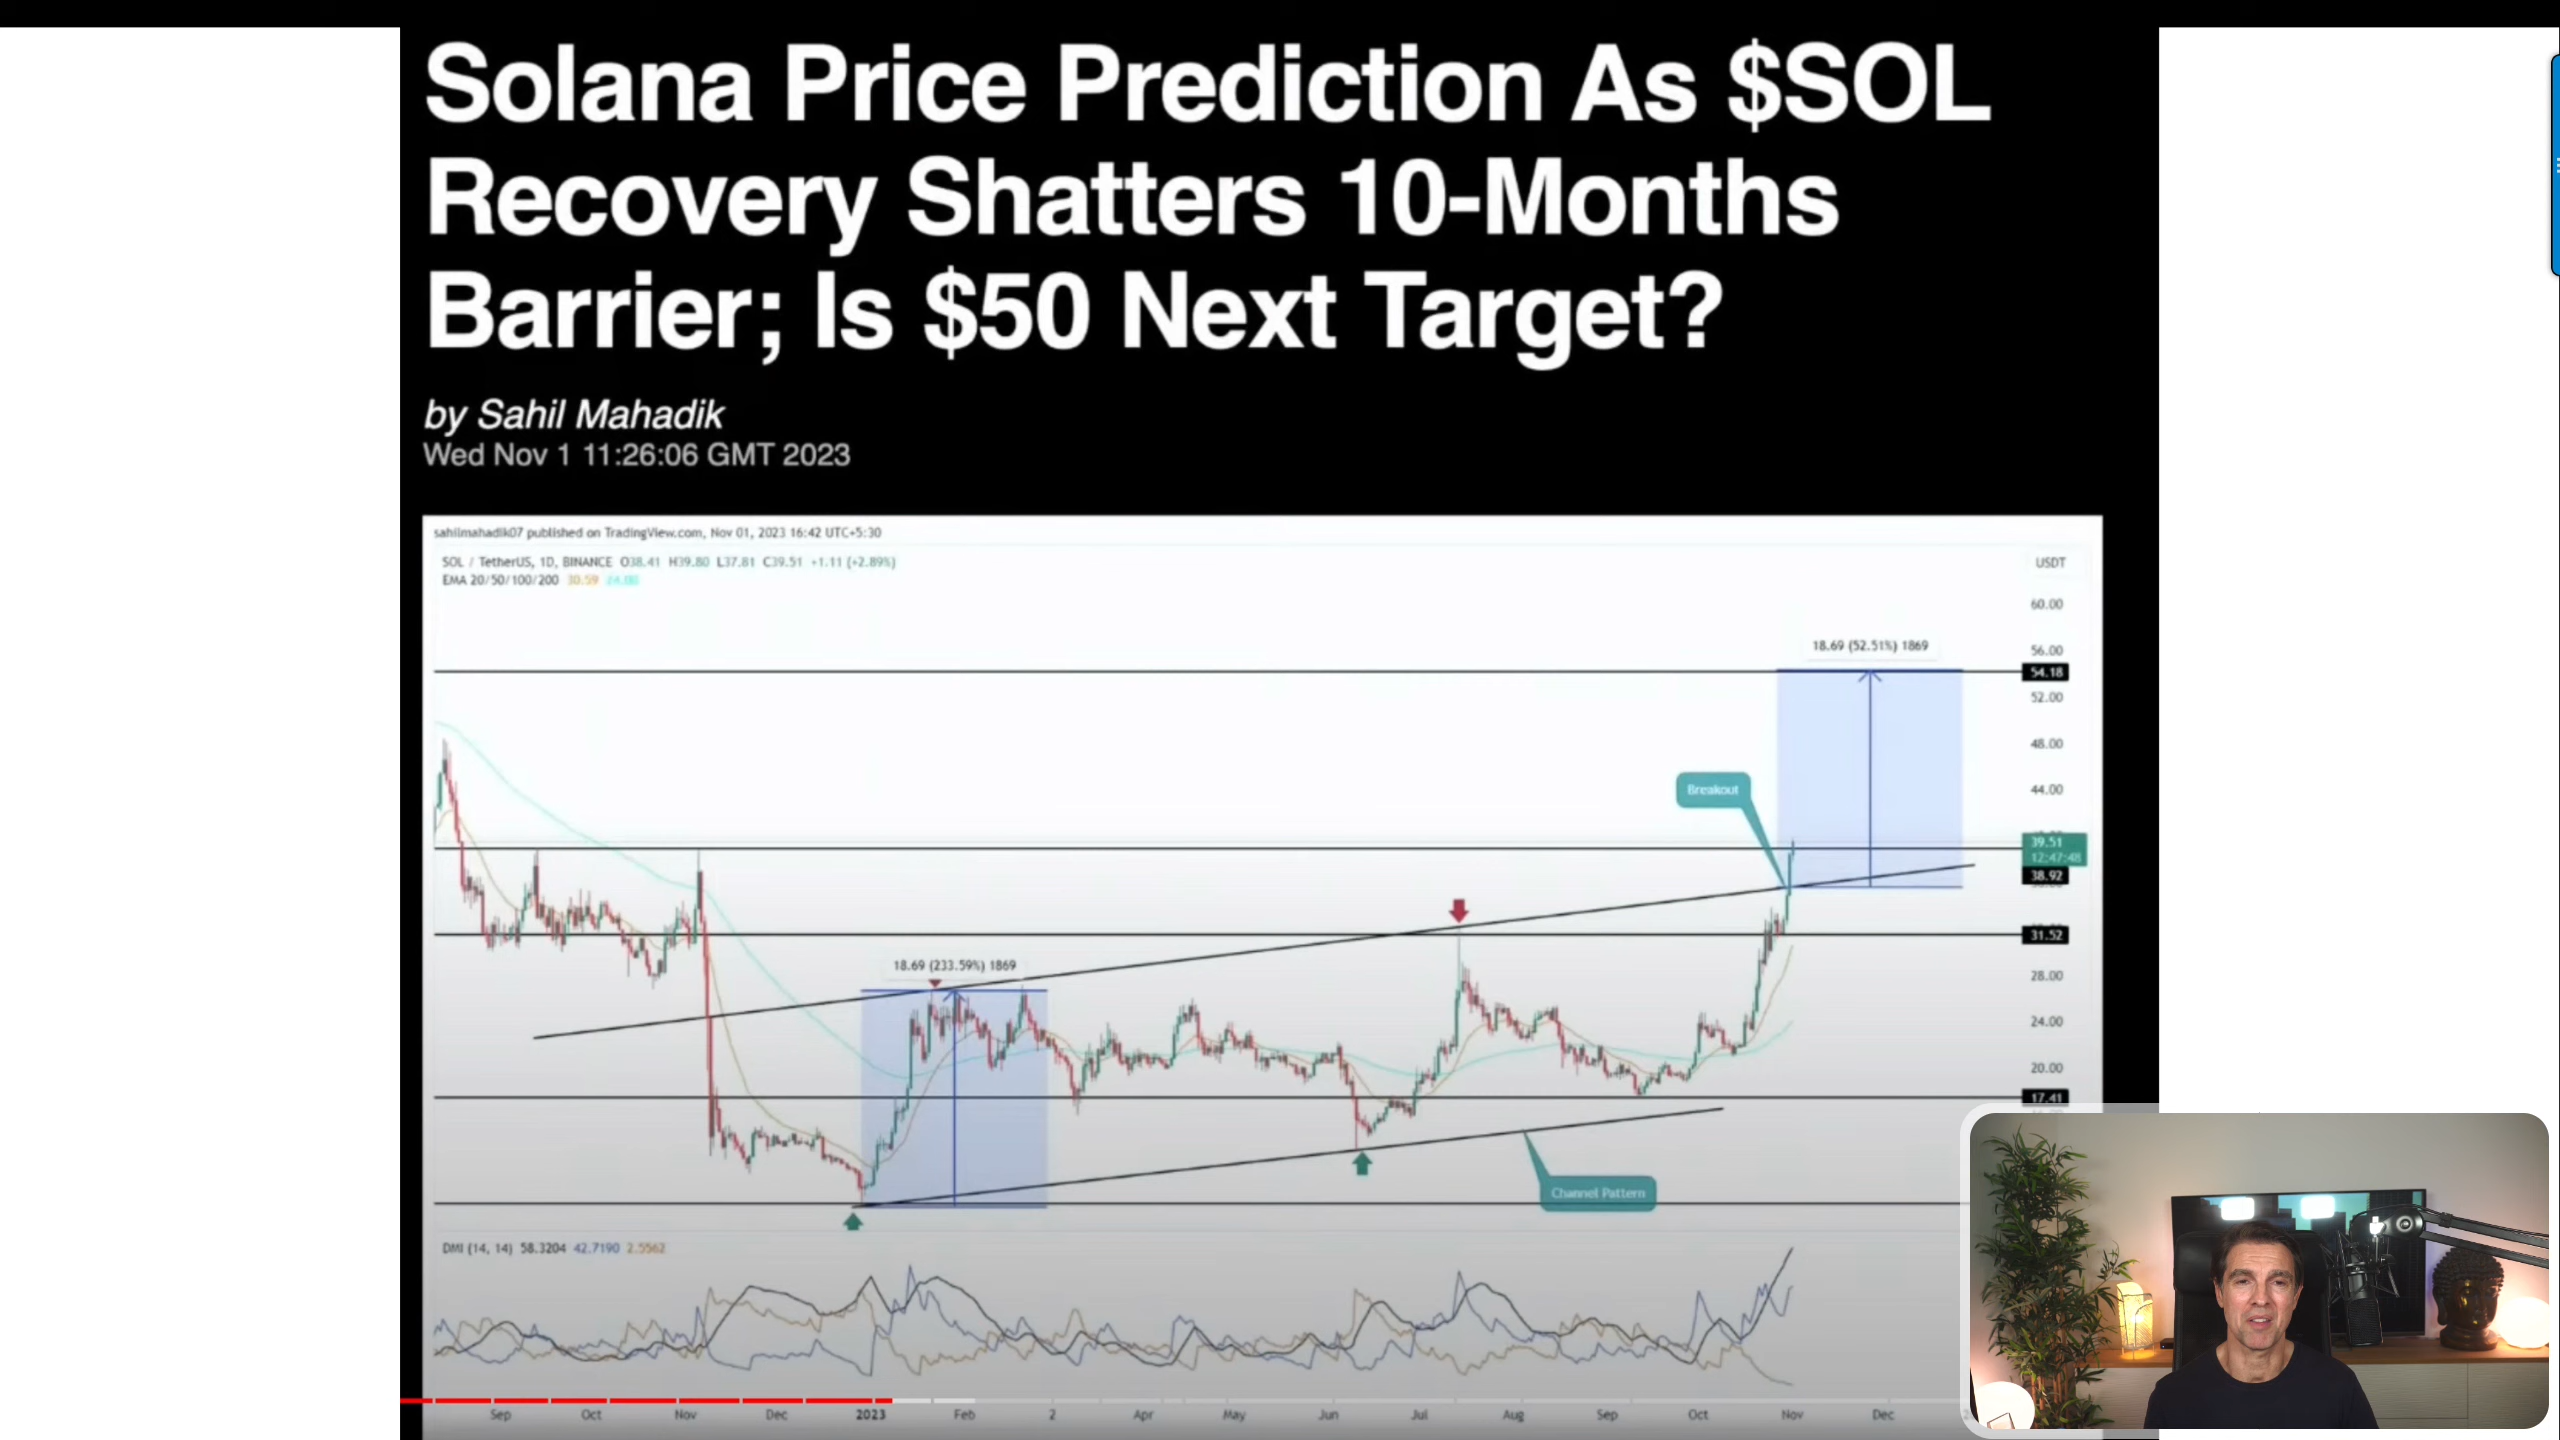 Solana Price Prediction As $SOL
Recovery Shatters 10-Months
Barrier; Is $50 Next Target?
by Sahil Mahadik
Wed Nov 1 11:26:06 GMT 2023
sahilmahadik07 published on TradingView.com, Nov 01, 2023 16:42 UTC+5:30
SOL / TetherUS, 1D, BINANCE O38.41 H39.80 L37.81 C39.51 +1.11 (+2.89%)
USDT
EMA 20/50/100/200 30.59
60.00
18.69 (52.51%) 1869
56.00
54.18
52.00
48.00
Breakout
44.00
39.51
12:47:48
38.92
31.52
18.69 (233.59%) 1869
28.00
24.00
20.00
17.41
Channel Pattern
DMI (14, 14) 58.3204 42.7190 2.5562
Sep Oct Nov Dec 2023 Feb 2 Apr May Jun Jul Aug Sep Oct Nov Dec